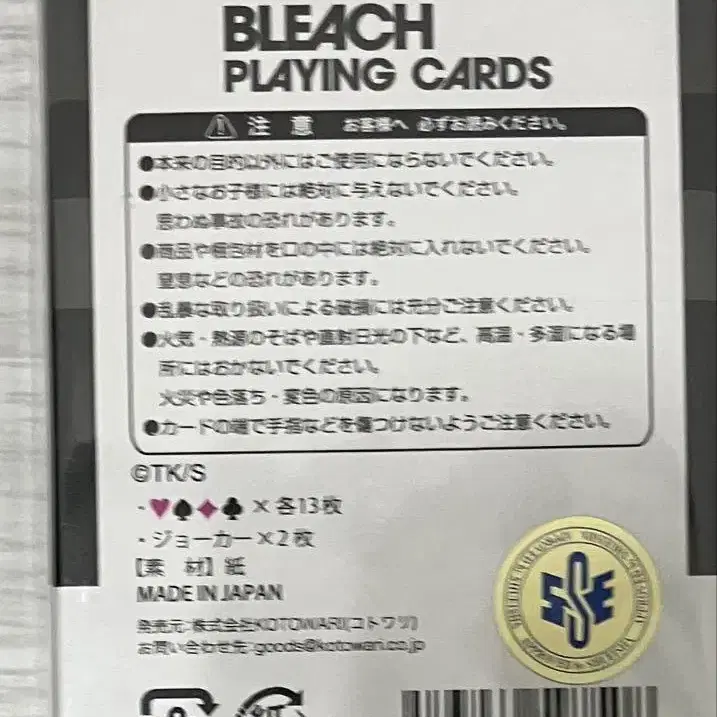 BLEACH
PLAYING CARDS
注 意 お客様へ 必ずお読みください。
●本来の目的以外にはご使用にならないでください。
●小さなお子様には絶対に与えないでください。
思わぬ事故の恐れがあります。
●商品や梱包材を口の中には絶対に入れないでください。
窒息などの恐れがあります。
●乱暴な取り扱いによる破損には充分ご注意ください。
●火気・熱源のそばや直射日光の下など、高温・多湿になる場
所にはおかないでください。
火災や色落ち・変色の原因になります。
●カードの端で手指などを傷つけないようご注意ください。
©TK/S
・♥♠♦♣×各13枚
・ジョーカー×2枚
【素 材】紙
MADE IN JAPAN
発売元:株式会社KOTOWARI(コトワリ)
お問い合わせ先:goods@kotowari.co.jp
SSE